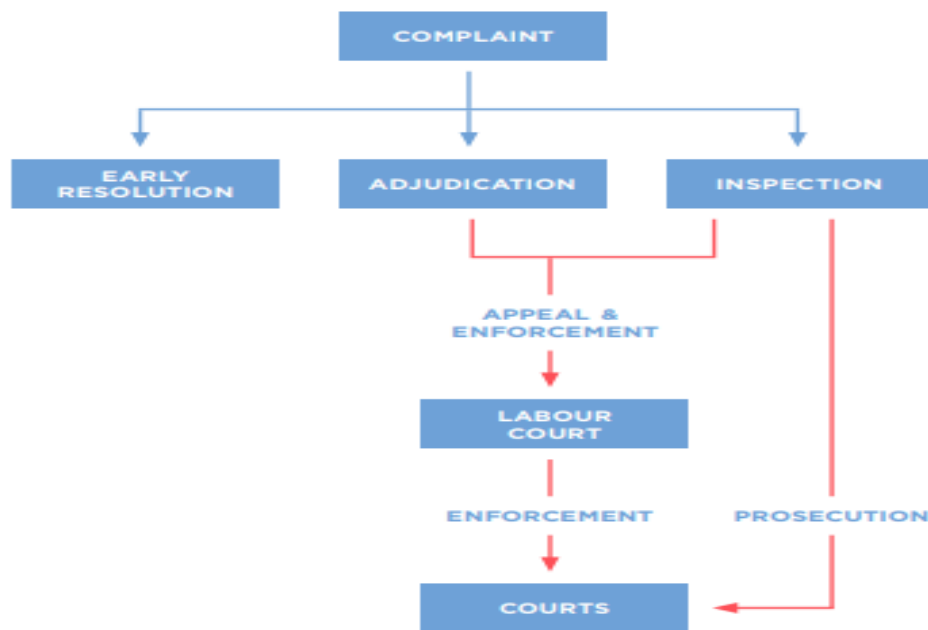 COMPLAINT
EARLY
RESOLUTION
ADJUDICATION
INSPECTION
APPEAL &
ENFORCEMENT
LABOUR
COURT
ENFORCEMENT
PROSECUTION
COURTS